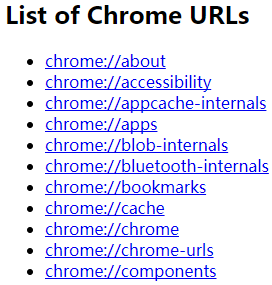 List of Chrome URLs
chrome://about
chrome://accessibility
chrome://appcache-internals
chrome://apps
chrome://blob-internals
chrome://bluetooth-internals
chrome://bookmarks
chrome://cache
chrome://chrome
chrome://chrome-urls
chrome://components